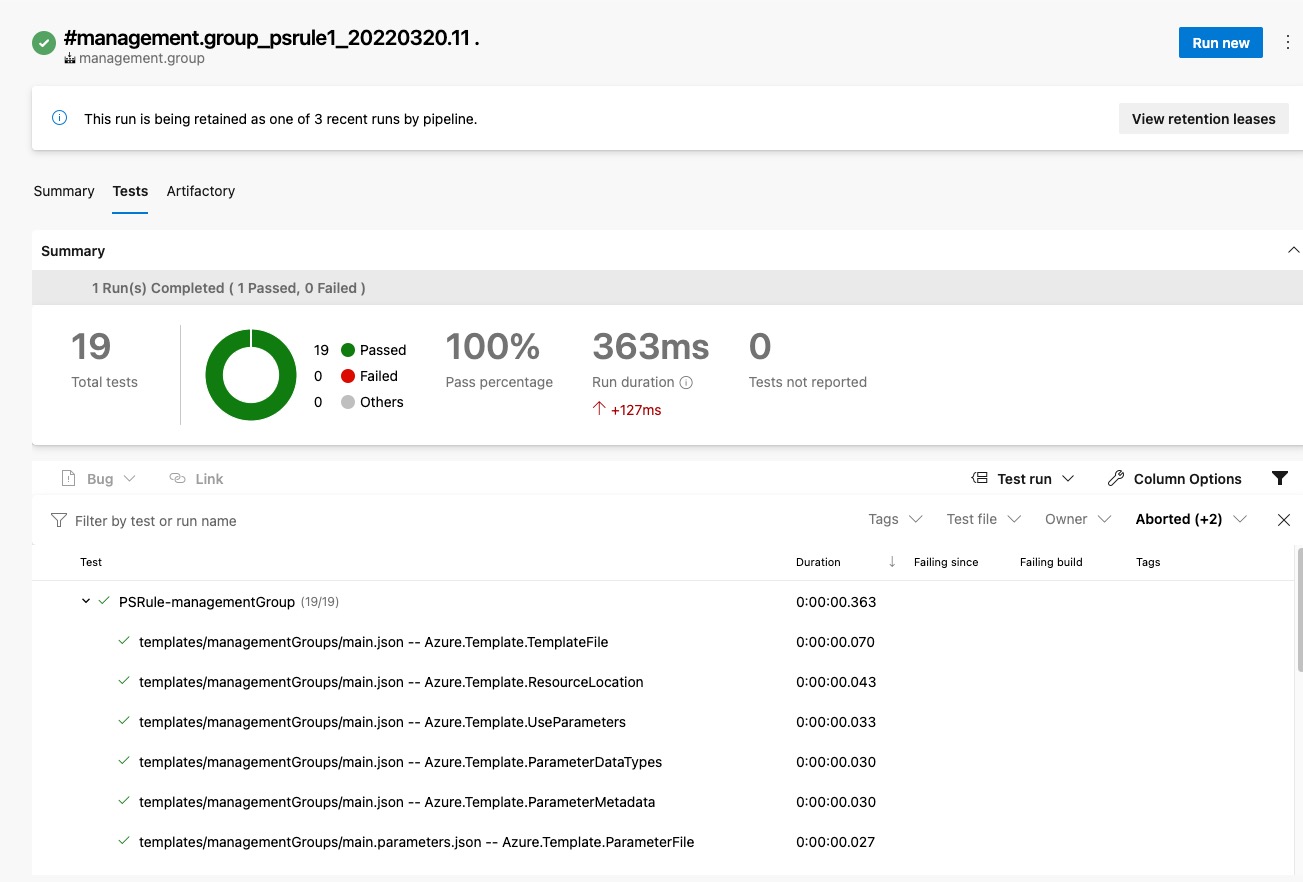 #management.group_psrule1_20220320.11 .
management.group
Run new
This run is being retained as one of 3 recent runs by pipeline.
View retention leases
Summary Tests Artifactory
Summary
1 Run(s) Completed ( 1 Passed, 0 Failed )
19
Total tests
19 Passed
0 Failed
0 Others
100%
Pass percentage
363ms
Run duration
+127ms
0
Tests not reported
Bug Link Test run Column Options
Filter by test or run name Tags Test file Owner Aborted (+2)
Test Duration Failing since Failing build Tags
PSRule-managementGroup (19/19) 0:00:00.363
templates/managementGroups/main.json -- Azure.Template.TemplateFile 0:00:00.070
templates/managementGroups/main.json -- Azure.Template.ResourceLocation 0:00:00.043
templates/managementGroups/main.json -- Azure.Template.UseParameters 0:00:00.033
templates/managementGroups/main.json -- Azure.Template.ParameterDataTypes 0:00:00.030
templates/managementGroups/main.json -- Azure.Template.ParameterMetadata 0:00:00.030
templates/managementGroups/main.parameters.json -- Azure.Template.ParameterFile 0:00:00.027